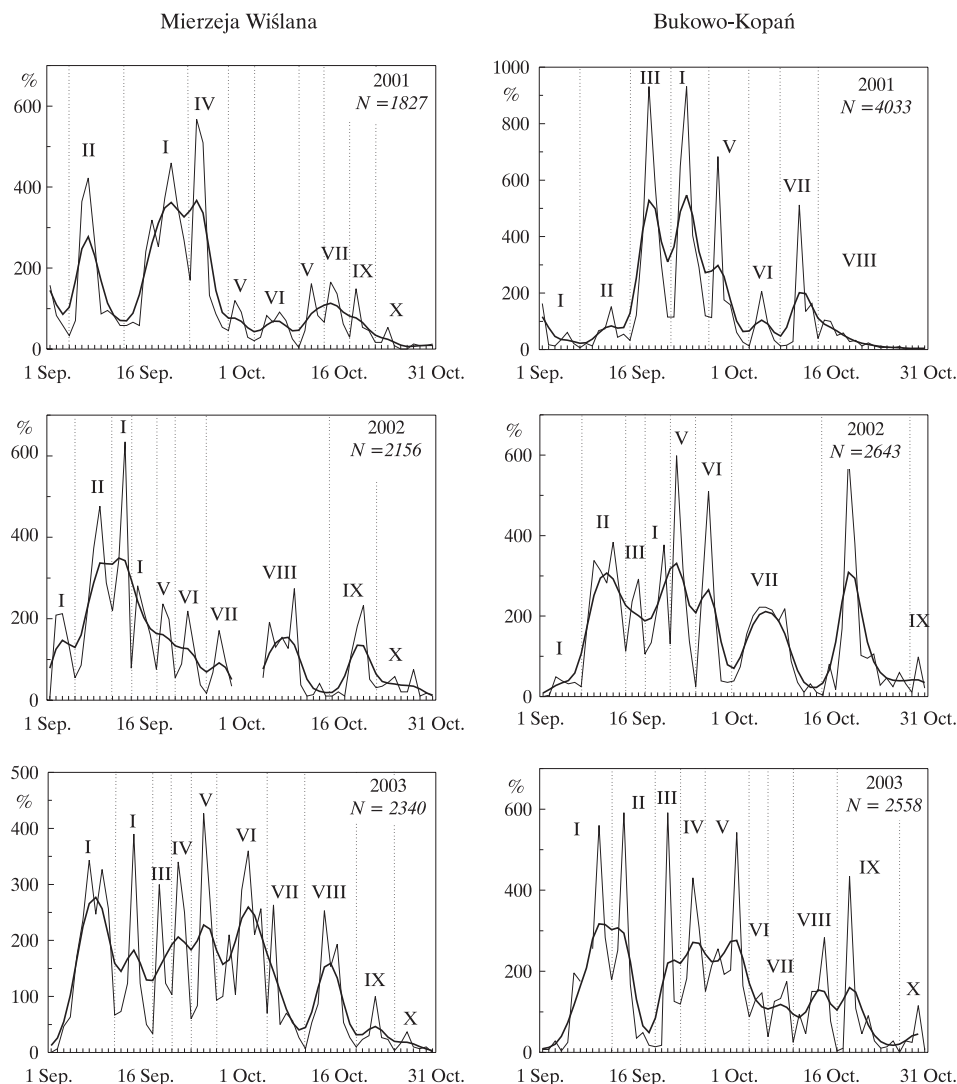 Mierzeja Wiślana
Bukowo-Kopań
%
2001
N =1827
600
400
200
0
II
I
IV
V
VI
V
VII
IX
X
1 Sep.
16 Sep.
1 Oct.
16 Oct.
31 Oct.
1000
%
2001
N =4033
800
600
400
200
0
I
II
III
I
V
VI
VII
VIII
1 Sep.
16 Sep.
1 Oct.
16 Oct.
31 Oct.
%
2002
N =2156
600
400
200
0
I
II
I
I
V
VI
VII
VIII
IX
X
1 Sep.
16 Sep.
1 Oct.
16 Oct.
31 Oct.
%
2002
N =2643
600
400
200
0
I
II
III
I
V
VI
VII
IX
1 Sep.
16 Sep.
1 Oct.
16 Oct.
31 Oct.
500
%
2003
N = 2340
400
300
200
100
0
I
I
III
IV
V
VI
VII
VIII
IX
X
1 Sep.
16 Sep.
1 Oct.
16 Oct.
31 Oct.
%
2003
N = 2558
600
400
200
0
I
II
III
IV
V
VI
VII
VIII
IX
X
1 Sep.
16 Sep.
1 Oct.
16 Oct.
31 Oct.